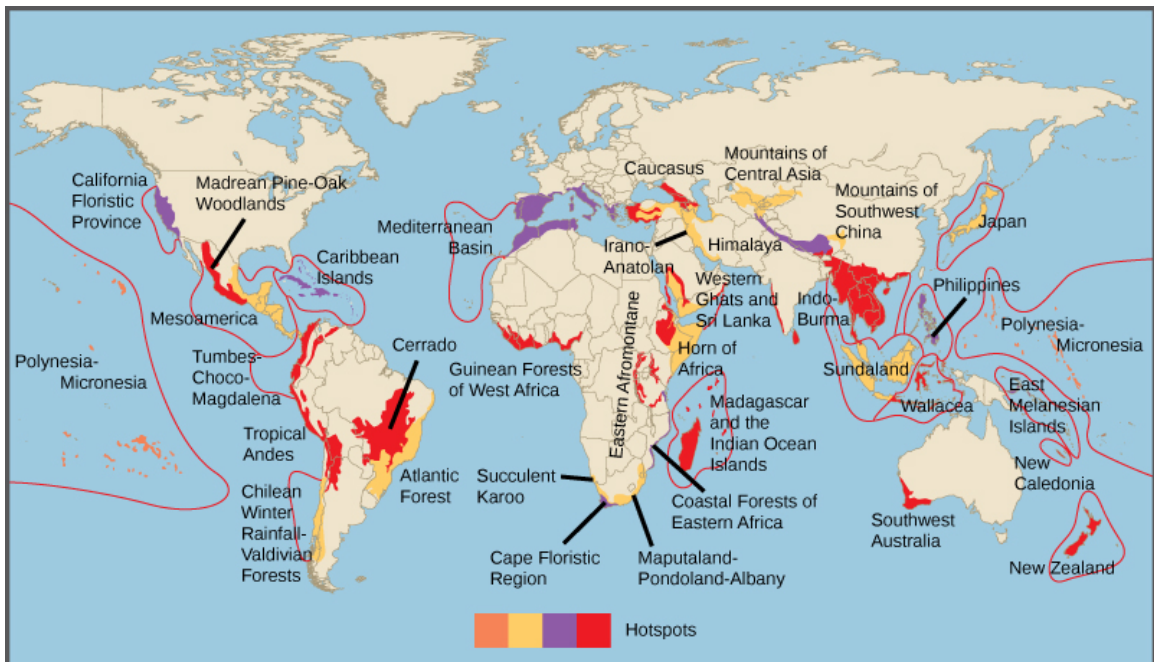 California
Floristic
Province
Madrean Pine-Oak
Woodlands
Caribbean
Islands
Mesoamerica
Polynesia-
Micronesia
Tumbes-
Choco-
Magdalena
Cerrado
Tropical
Andes
Atlantic
Forest
Chilean
Winter
Rainfall-
Valdivian
Forests
Mediterranean
Basin
Caucasus
Irano-
Anatolan
Mountains of
Central Asia
Mountains of
Southwest
China
Himalaya
Japan
Western
Ghats and
Sri Lanka
Indo-
Burma
Philippines
Polynesia-
Micronesia
Guinean Forests
of West Africa
Eastern Afromontane
Horn of
Africa
Sundaland
Wallacea
East
Melanesian
Islands
Madagascar
and the
Indian Ocean
Islands
New
Caledonia
Succulent
Karoo
Coastal Forests of
Eastern Africa
Cape Floristic
Region
Maputaland-
Pondoland-Albany
Southwest
Australia
New Zealand
Hotspots